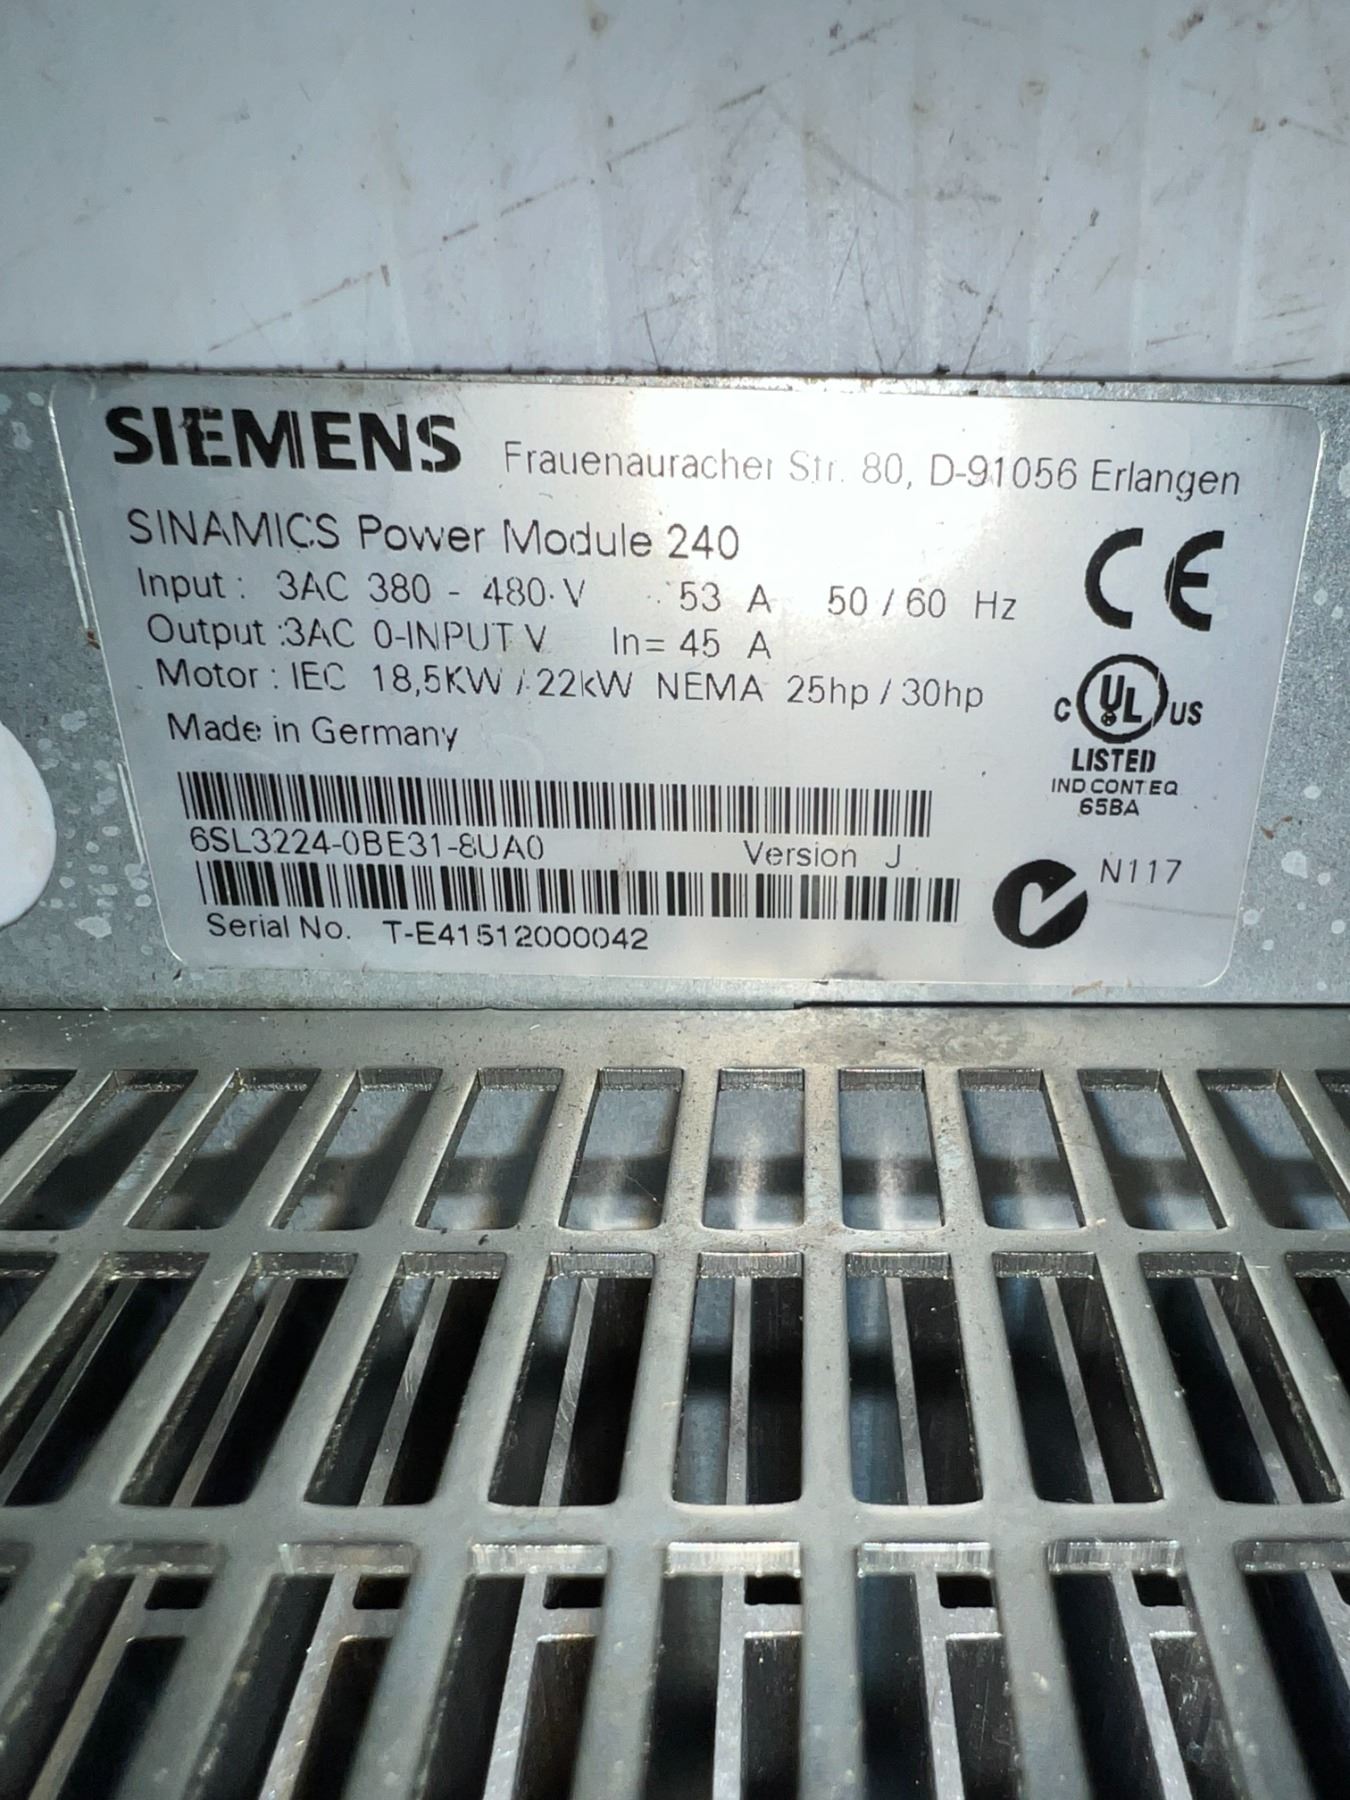 SIEMENS Frauenauracher Str. 80, D-91056 Erlangen
SINAMICS Power Module 240
Input : 3AC 380 - 480 V 53 A 50 / 60 Hz
Output :3AC 0-INPUT V In= 45 A
Motor : IEC 18,5KW / 22kW NEMA 25hp / 30hp
Made in Germany
CE
C UL US
LISTED
IND CONT.EQ
65BA
6SL3224-0BE31-8UA0 Version J
N117
Serial No. T-E41512000042